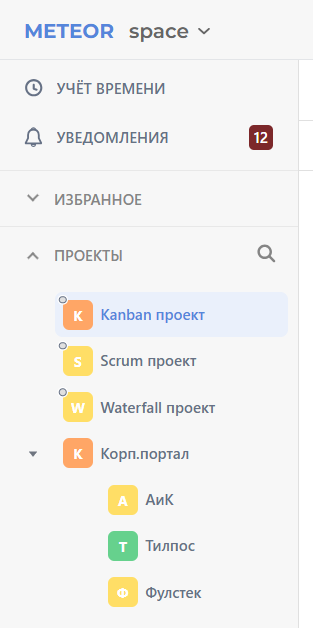 METEOR space
УЧЁТ ВРЕМЕНИ
УВЕДОМЛЕНИЯ 12
ИЗБРАННОЕ
ПРОЕКТЫ
K Kanban проект
S Scrum проект
W Waterfall проект
К Корп.портал
А АиК
Т Тилпос
Ф Фулстек